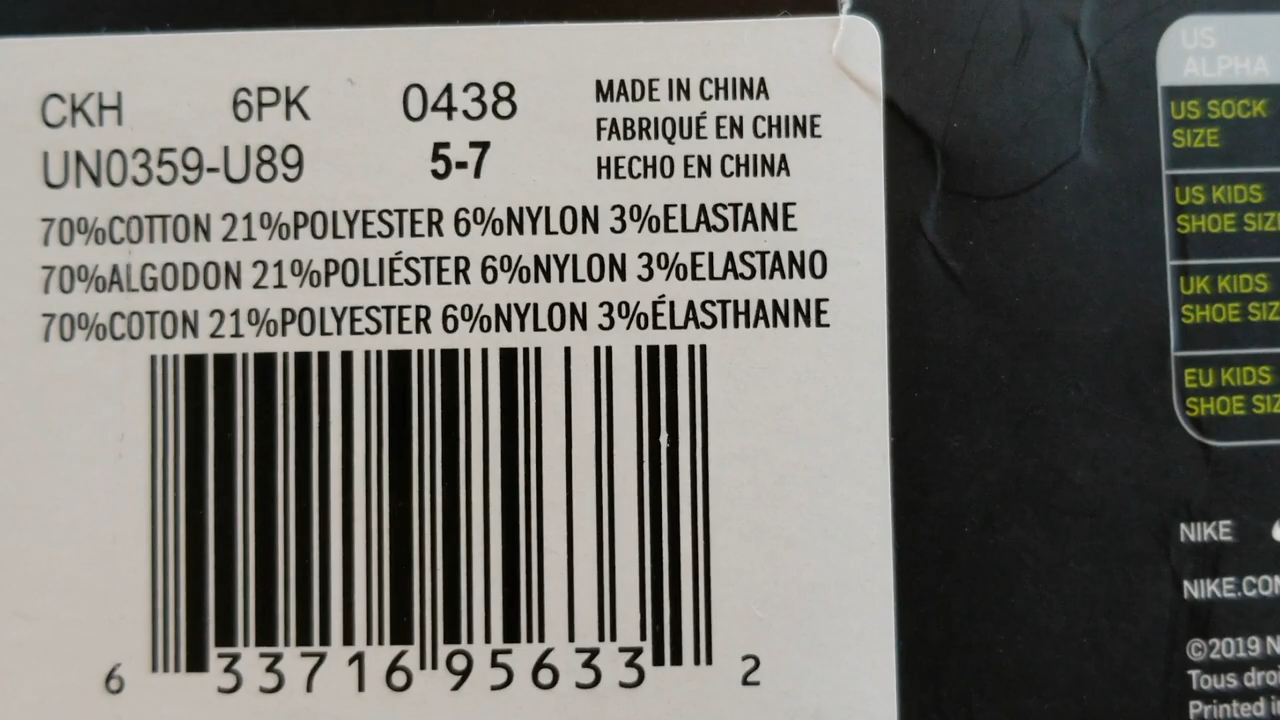 CKH 6PK 0438
UN0359-U89 5-7
MADE IN CHINA
FABRIQUÉ EN CHINE
HECHO EN CHINA
70%COTTON 21%POLYESTER 6%NYLON 3%ELASTANE
70%ALGODON 21%POLIÉSTER 6%NYLON 3%ELASTANO
70%COTON 21%POLYESTER 6%NYLON 3%ÉLASTHANNE
6 33716 95633 2
US
ALPHA
US SOCK
SIZE
US KIDS
SHOE SIZ
UK KIDS
SHOE SIZ
EU KIDS
SHOE SIZ
NIKE
NIKE.CO
©2019 N
Tous droi
Printed i